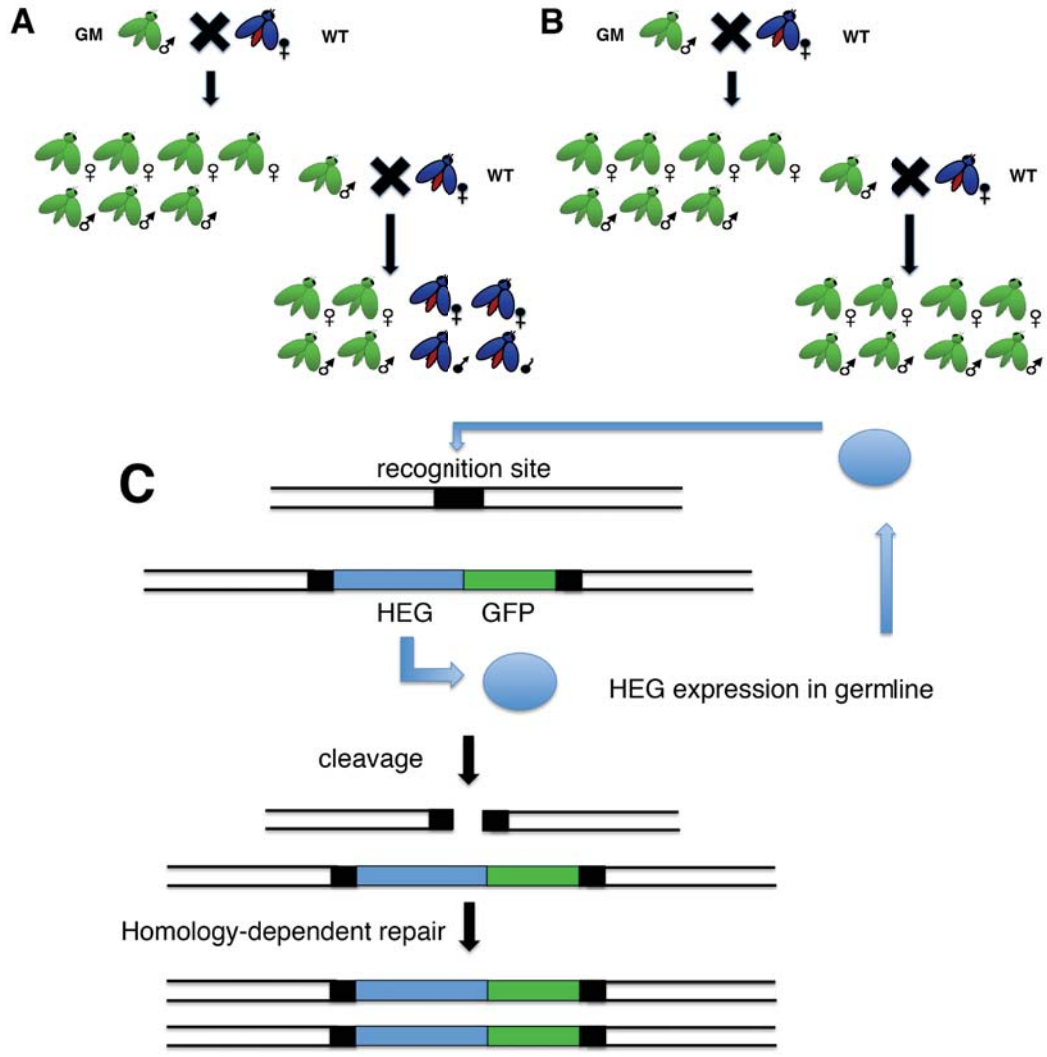 A
GM ♂ WT ♀
♀ ♀ ♀ ♀
♂ ♂ ♂
♂ ♀ WT
♀ ♀ ♀ ♀
♂ ♂ ♂ ♂
B
GM ♂ WT ♀
♀ ♀ ♀ ♀
♂ ♂ ♂
♂ ♀ WT
♀ ♀ ♀ ♀
♂ ♂ ♂ ♂
C
recognition site
HEG GFP
HEG expression in germline
cleavage
Homology-dependent repair